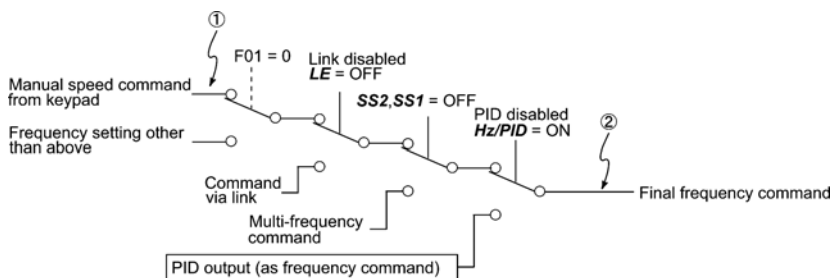 ①
F01 = 0
Link disabled
LE = OFF
Manual speed command
from keypad
SS2,SS1 = OFF
PID disabled
Hz/PID = ON
②
Frequency setting other
than above
Command
via link
Multi-frequency
command
Final frequency command
PID output (as frequency command)